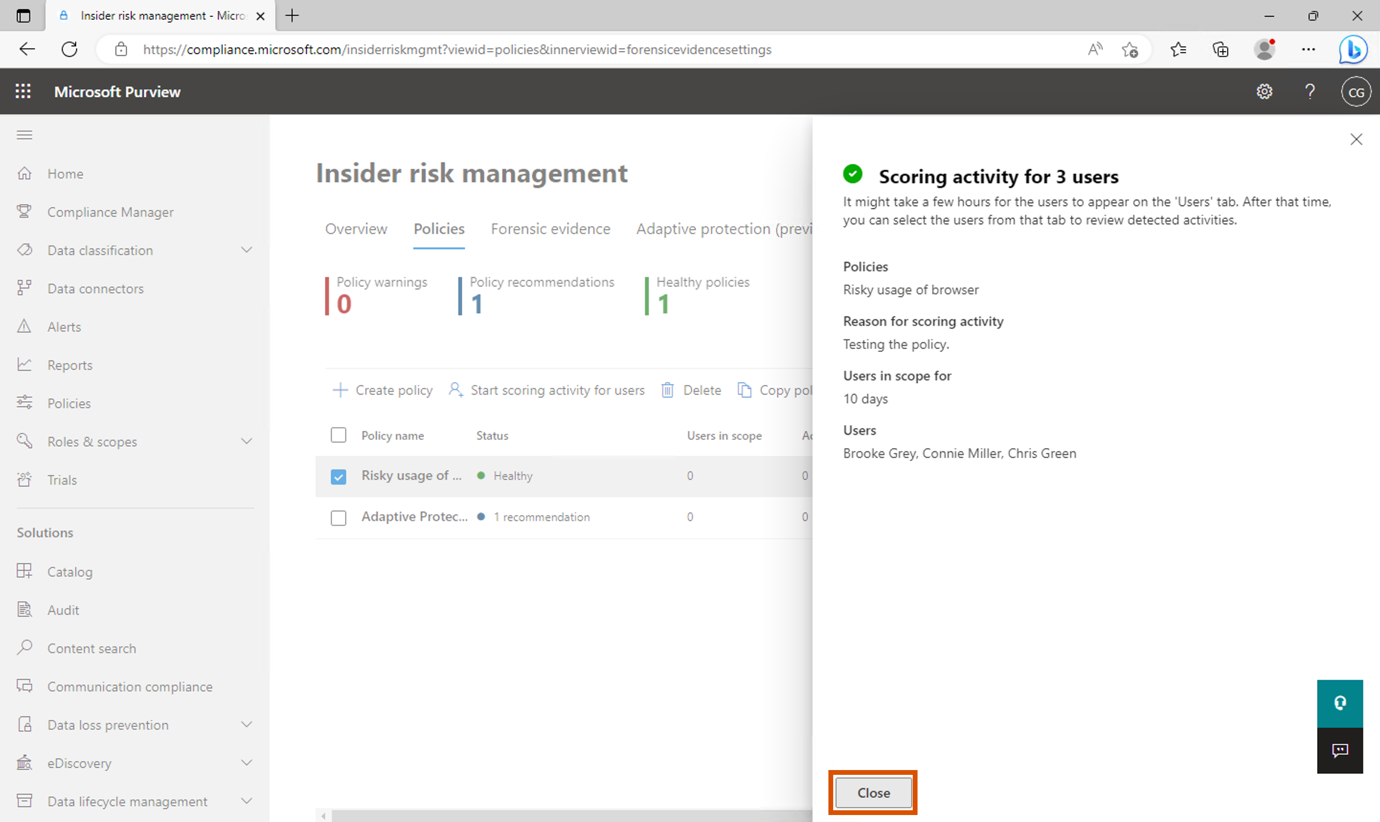 Insider risk management - Micro
https://compliance.microsoft.com/insiderriskmgmt?viewid=policies&innerviewid=forensicevidencesettings
Microsoft Purview
CG
Home
Compliance Manager
Data classification
Data connectors
Alerts
Reports
Policies
Roles & scopes
Trials
Solutions
Catalog
Audit
Content search
Communication compliance
Data loss prevention
eDiscovery
Data lifecycle management
Insider risk management
Overview Policies Forensic evidence Adaptive protection (previ
Policy warnings Policy recommendations Healthy policies
0 1 1
Create policy Start scoring activity for users Delete Copy pol
Policy name Status Users in scope Ac
Risky usage of ... Healthy 0 0
Adaptive Protec... 1 recommendation 0 0
Scoring activity for 3 users
It might take a few hours for the users to appear on the 'Users' tab. After that time,
you can select the users from that tab to review detected activities.
Policies
Risky usage of browser
Reason for scoring activity
Testing the policy.
Users in scope for
10 days
Users
Brooke Grey, Connie Miller, Chris Green
Close